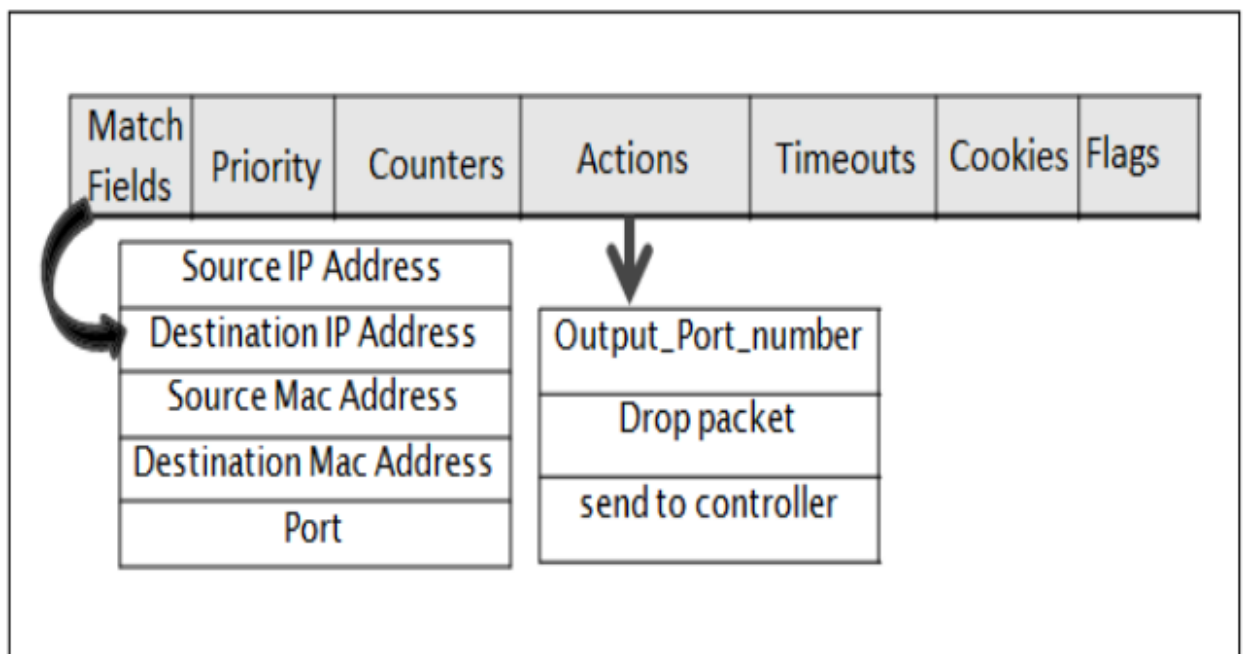 Match Fields Priority Counters Actions Timeouts Cookies Flags
Source IP Address
Destination IP Address
Source Mac Address
Destination Mac Address
Port
Output_Port_number
Drop packet
send to controller